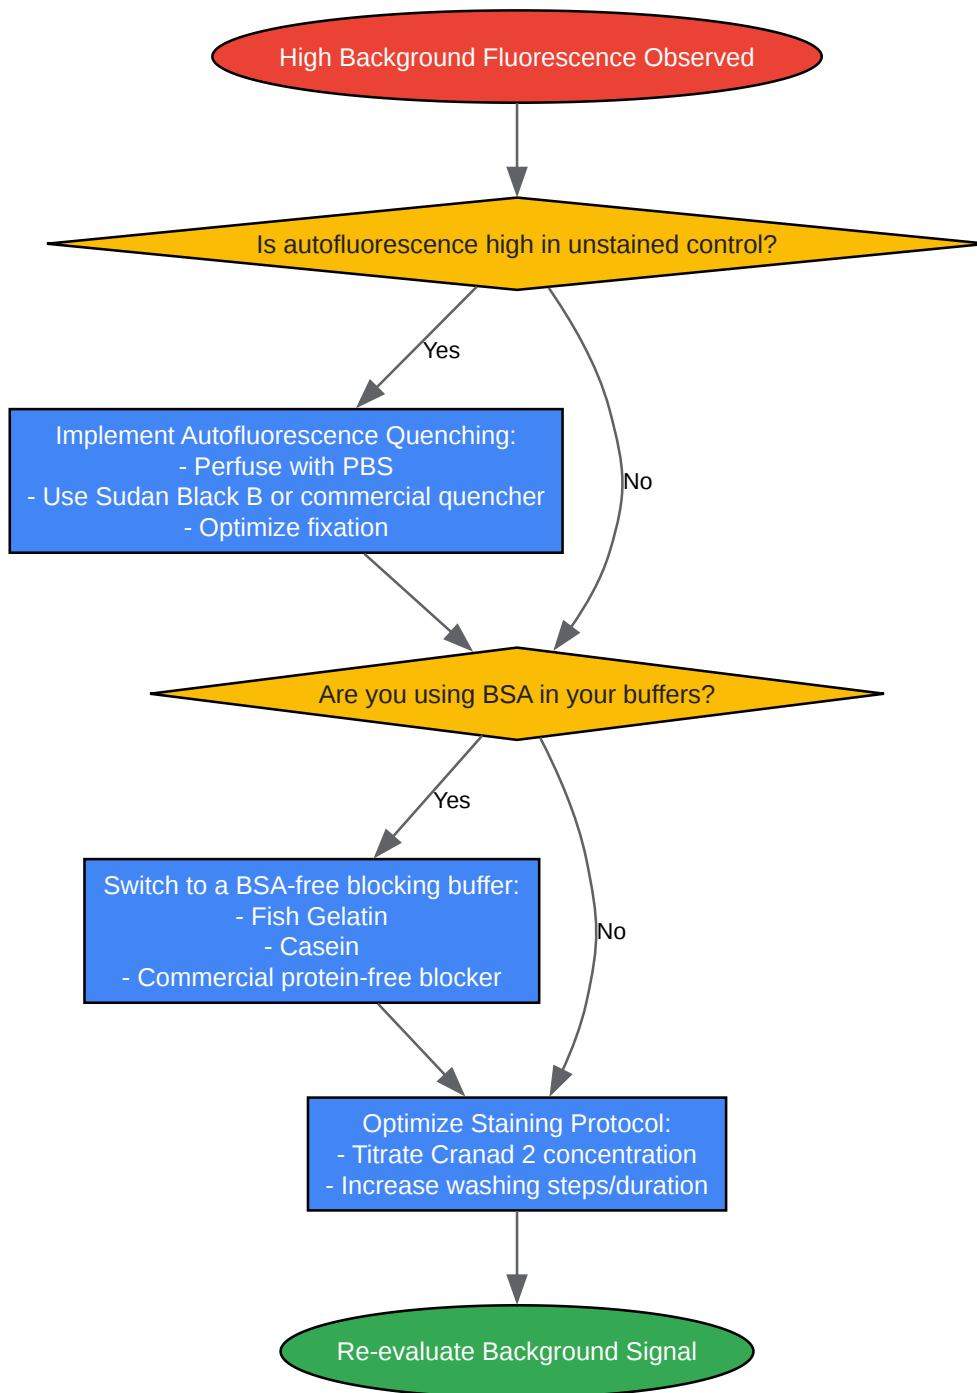 High Background Fluorescence Observed
Is autofluorescence high in unstained control?
Yes
Implement Autofluorescence Quenching:
- Perfuse with PBS
- Use Sudan Black B or commercial quencher
- Optimize fixation
No
Are you using BSA in your buffers?
Yes
Switch to a BSA-free blocking buffer:
- Fish Gelatin
- Casein
- Commercial protein-free blocker
No
Optimize Staining Protocol:
- Titrate Cranad 2 concentration
- Increase washing steps/duration
Re-evaluate Background Signal